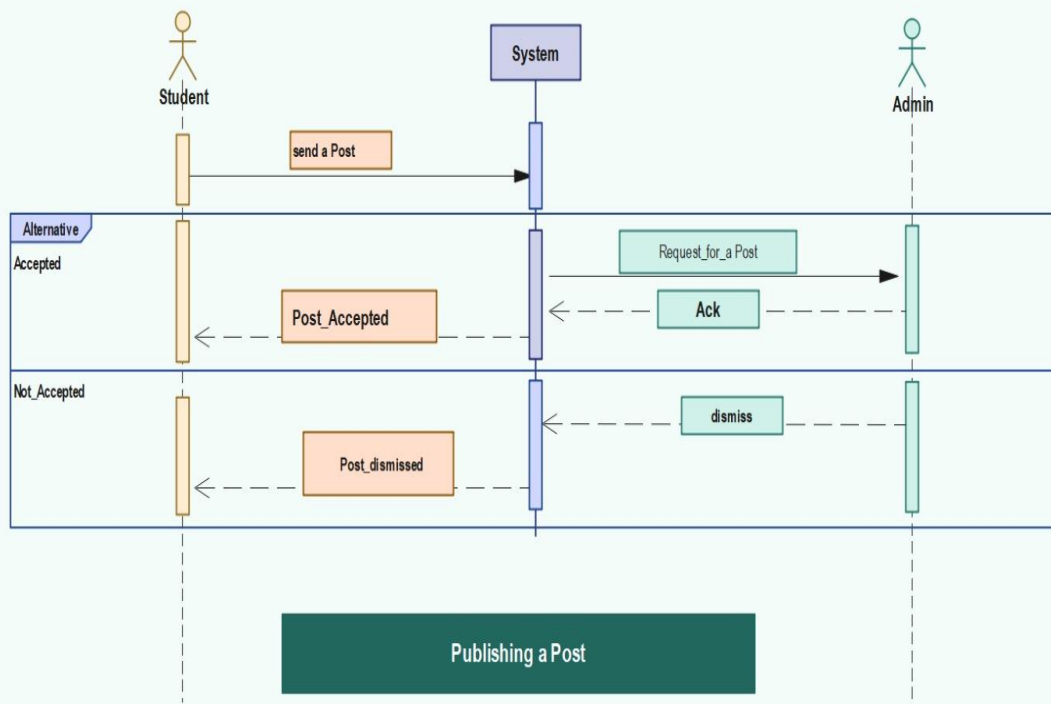 Student
System
Admin
send a Post
Alternative
Accepted
Request_for_a Post
Ack
Post_Accepted
Not_Accepted
dismiss
Post_dismissed
Publishing a Post